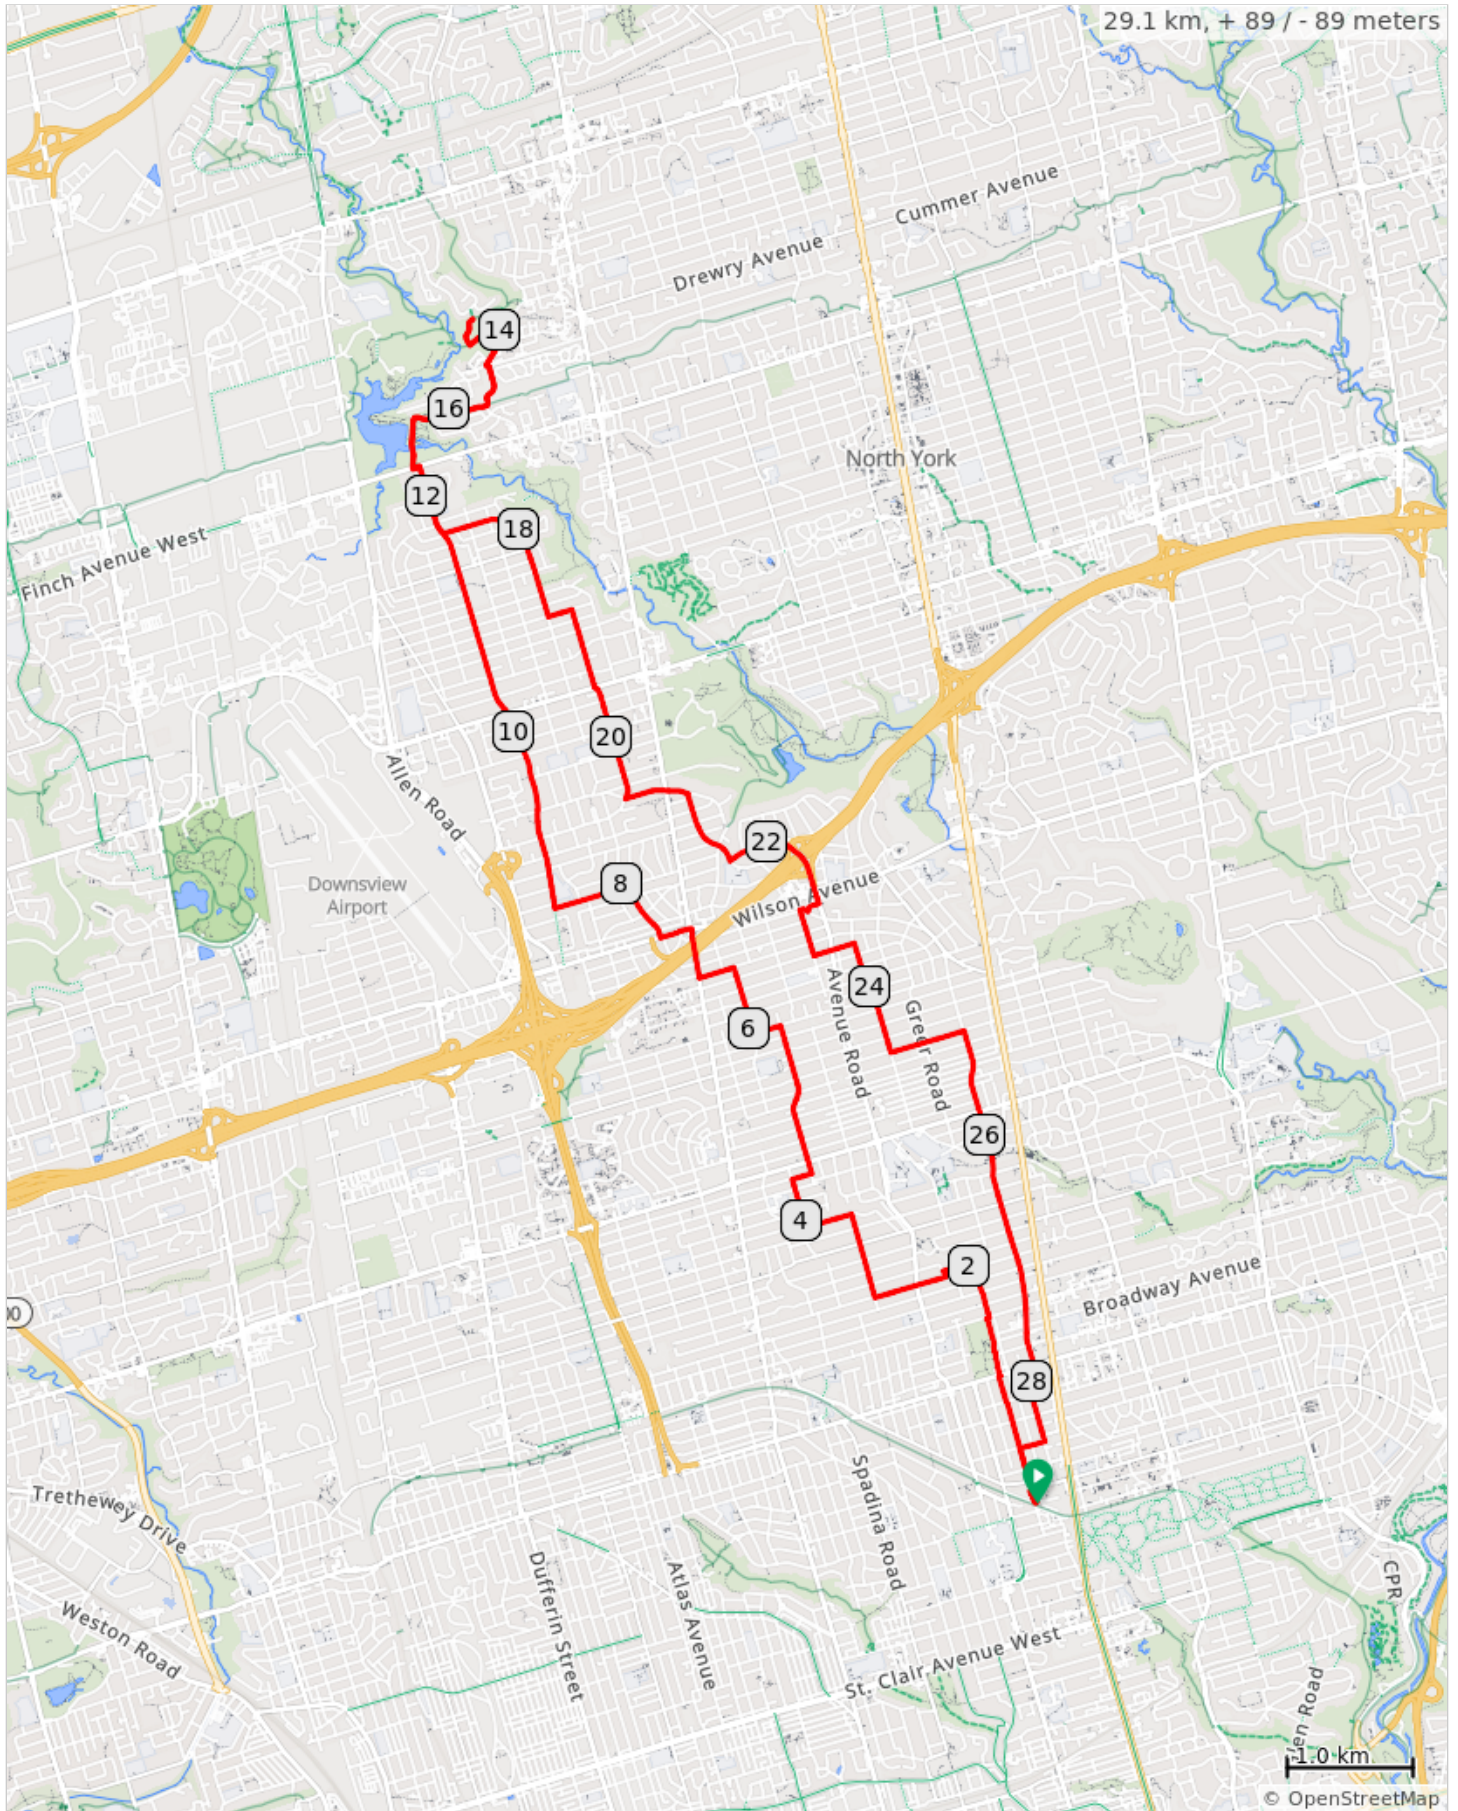 29.1 km, + 89 / - 89 meters
Cummer Avenue
Drewry Avenue
14
16
North York
12
18
Finch Avenue West
10
20
Allen Road
22
8
Downsview
Airport
Wilson Avenue
24
Avenue Road
Greer Road
6
26
4
2
Broadway Avenue
00
28
Spadina Road
Trethewey Drive
Dufferin Street
Atlas Avenue
CPR
Weston Road
St. Clair Avenue West
len Road
1.0 km
© OpenStreetMap